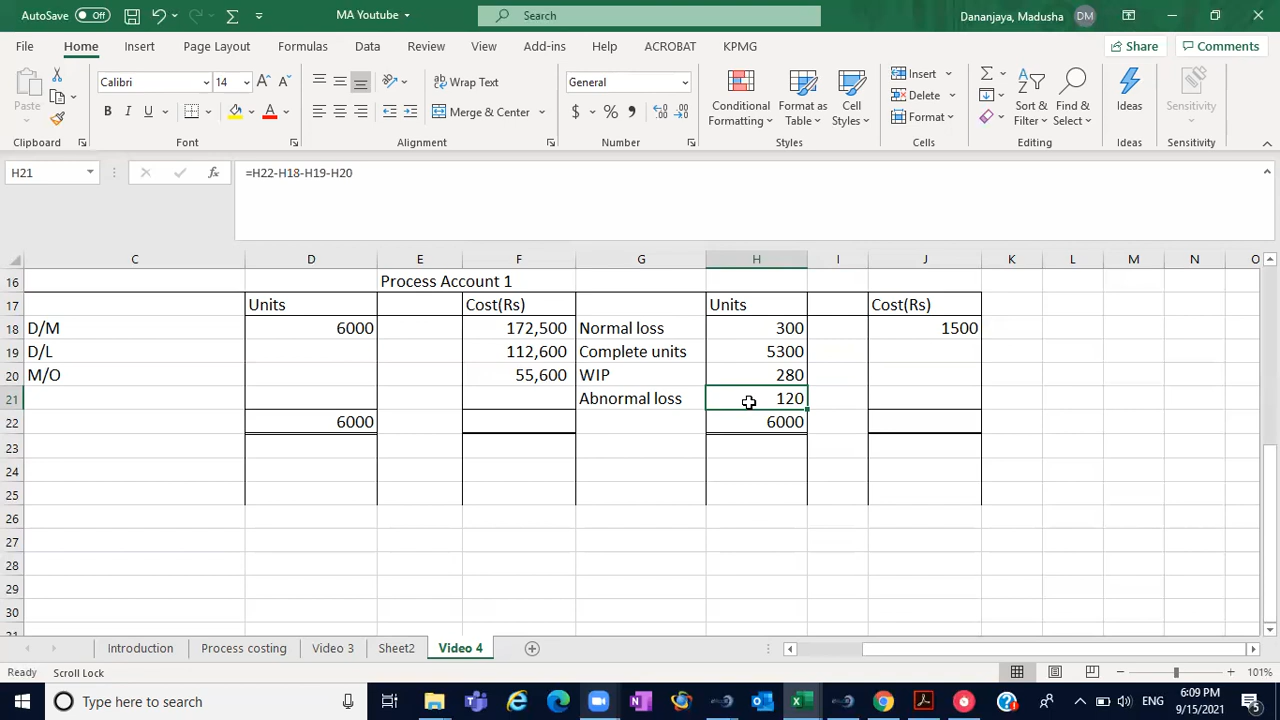 AutoSave Off MA Youtube Search Dananjaya, Madusha DM
File Home Insert Page Layout Formulas Data Review View Add-ins Help ACROBAT KPMG Share Comments
Paste Calibri 14 Wrap Text General Conditional Formatting Format as Table Cell Styles Insert Sort & Filter Find & Select Ideas Sensitivity
B I U Merge & Center $ % Delete
Format
Clipboard Font Alignment Number Styles Cells Editing Ideas Sensitivity
H21 fx =H22-H18-H19-H20
C D E F G H I J K L M N O
16 Process Account 1
17 Units Cost(Rs) Units Cost(Rs)
18 D/M 6000 172,500 Normal loss 300 1500
19 D/L 112,600 Complete units 5300
20 M/O 55,600 WIP 280
21 Abnormal loss 120
22 6000 6000
23
24
25
26
27
28
29
30
Introduction Process costing Video 3 Sheet2 Video 4
Ready Scroll Lock 101%
Type here to search ENG 6:09 PM 9/15/2021 5